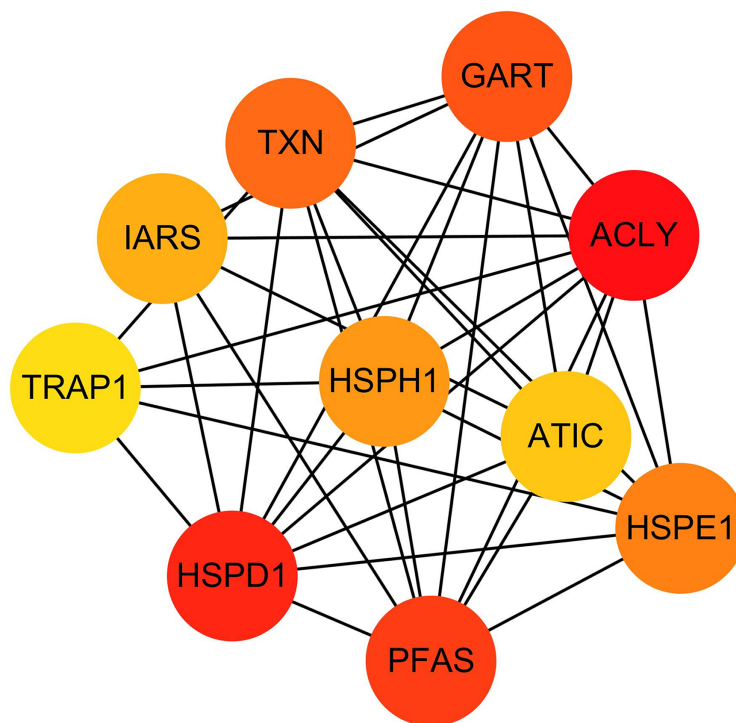 GART
TXN
ACLY
IARS
HSPH1
TRAP1
ATIC
HSPE1
HSPD1
PFAS